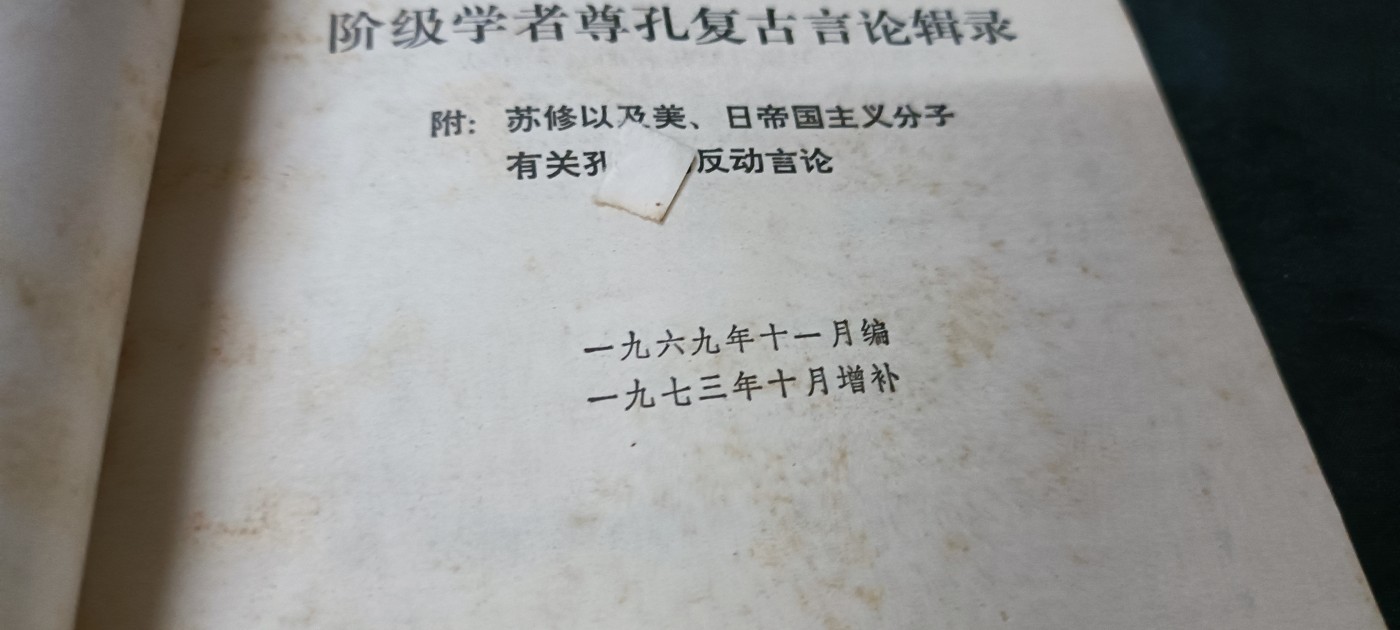 阶级学者尊孔复古言论辑录
附：苏修以及美、日帝国主义分子
有关孔 反动言论
一九六九年十一月编
一九七三年十月增补